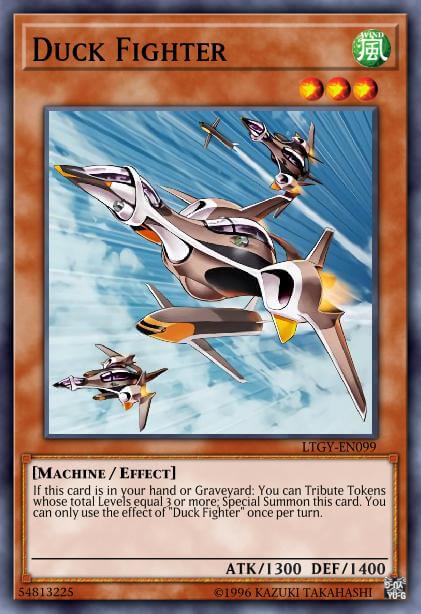 DUCK FIGHTER
WIND
風
LTGY-EN099
[MACHINE / EFFECT]
If this card is in your hand or Graveyard: You can Tribute Tokens
whose total Levels equal 3 or more; Special Summon this card. You
can only use the effect of "Duck Fighter" once per turn.
ATK/1300 DEF/1400
54813225
©1996 KAZUKI TAKAHASHI